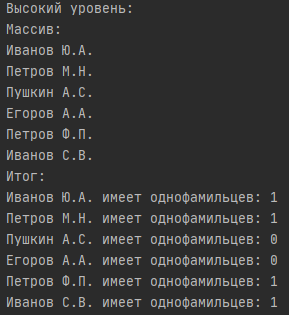 Высокий уровень:
Массив:
Иванов Ю.А.
Петров М.Н.
Пушкин А.С.
Егоров А.А.
Петров Ф.П.
Иванов С.В.
Итог:
Иванов Ю.А. имеет однофамильцев: 1
Петров М.Н. имеет однофамильцев: 1
Пушкин А.С. имеет однофамильцев: 0
Егоров А.А. имеет однофамильцев: 0
Петров Ф.П. имеет однофамильцев: 1
Иванов С.В. имеет однофамильцев: 1